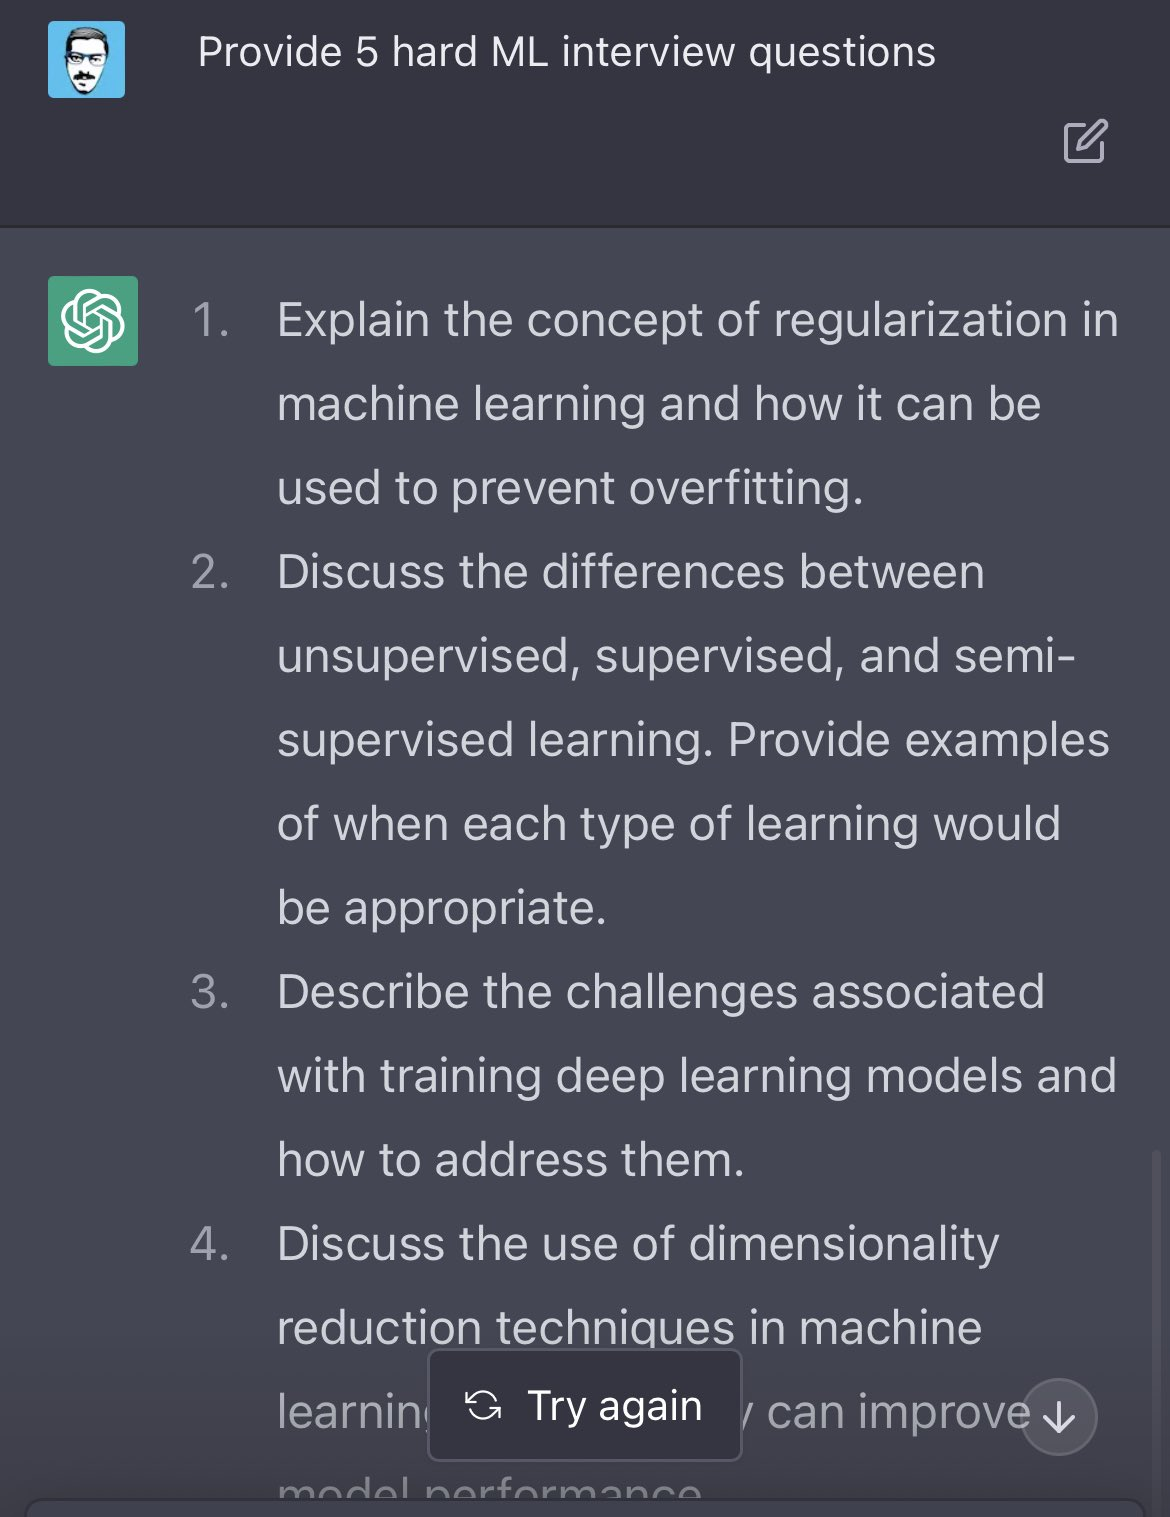 Provide 5 hard ML interview questions
1. Explain the concept of regularization in
machine learning and how it can be
used to prevent overfitting.
2. Discuss the differences between
unsupervised, supervised, and semi-
supervised learning. Provide examples
of when each type of learning would
be appropriate.
3. Describe the challenges associated
with training deep learning models and
how to address them.
4. Discuss the use of dimensionality
reduction techniques in machine
can improve
Try again
model performance